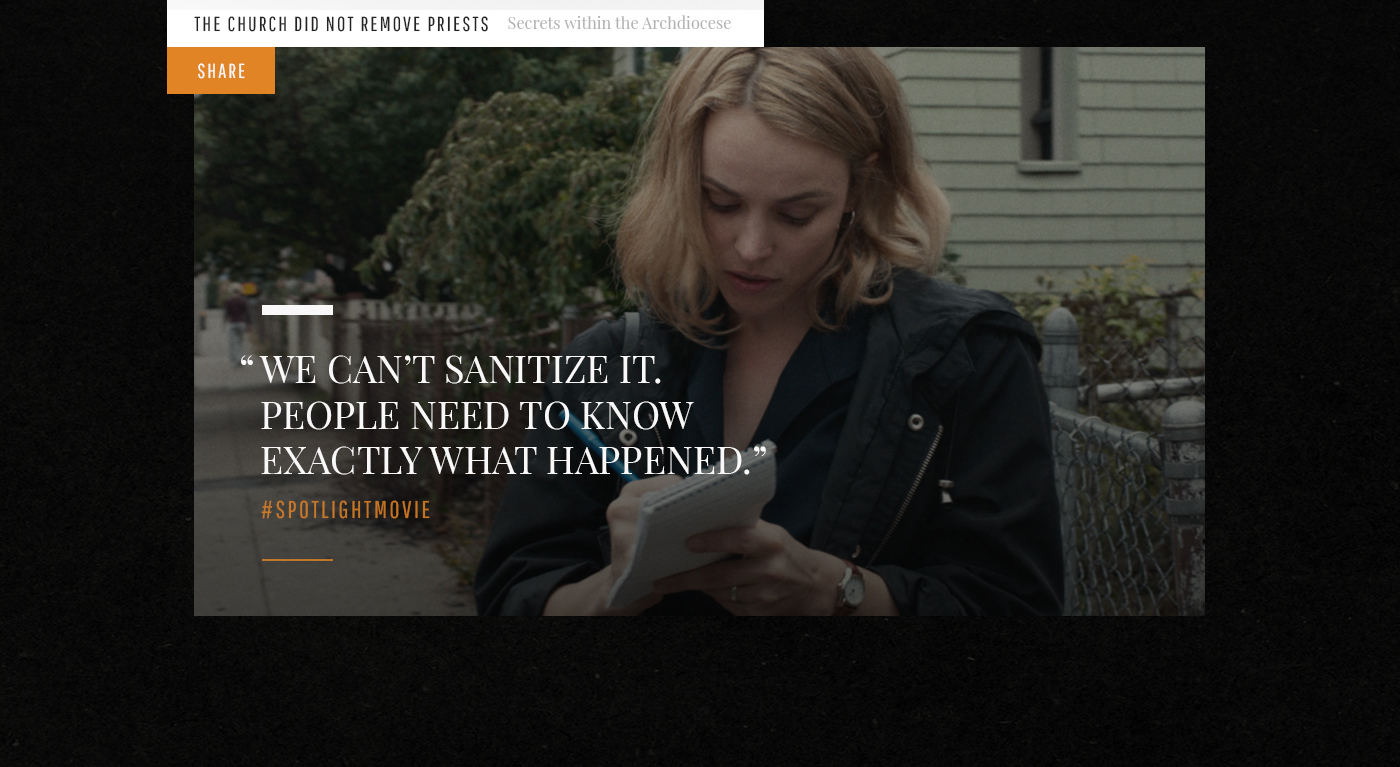 THE CHURCH DID NOT REMOVE PRIESTS Secrets within the Archdiocese
SHARE
“WE CAN’T SANITIZE IT.
PEOPLE NEED TO KNOW
EXACTLY WHAT HAPPENED.”
#SPOTLIGHTMOVIE